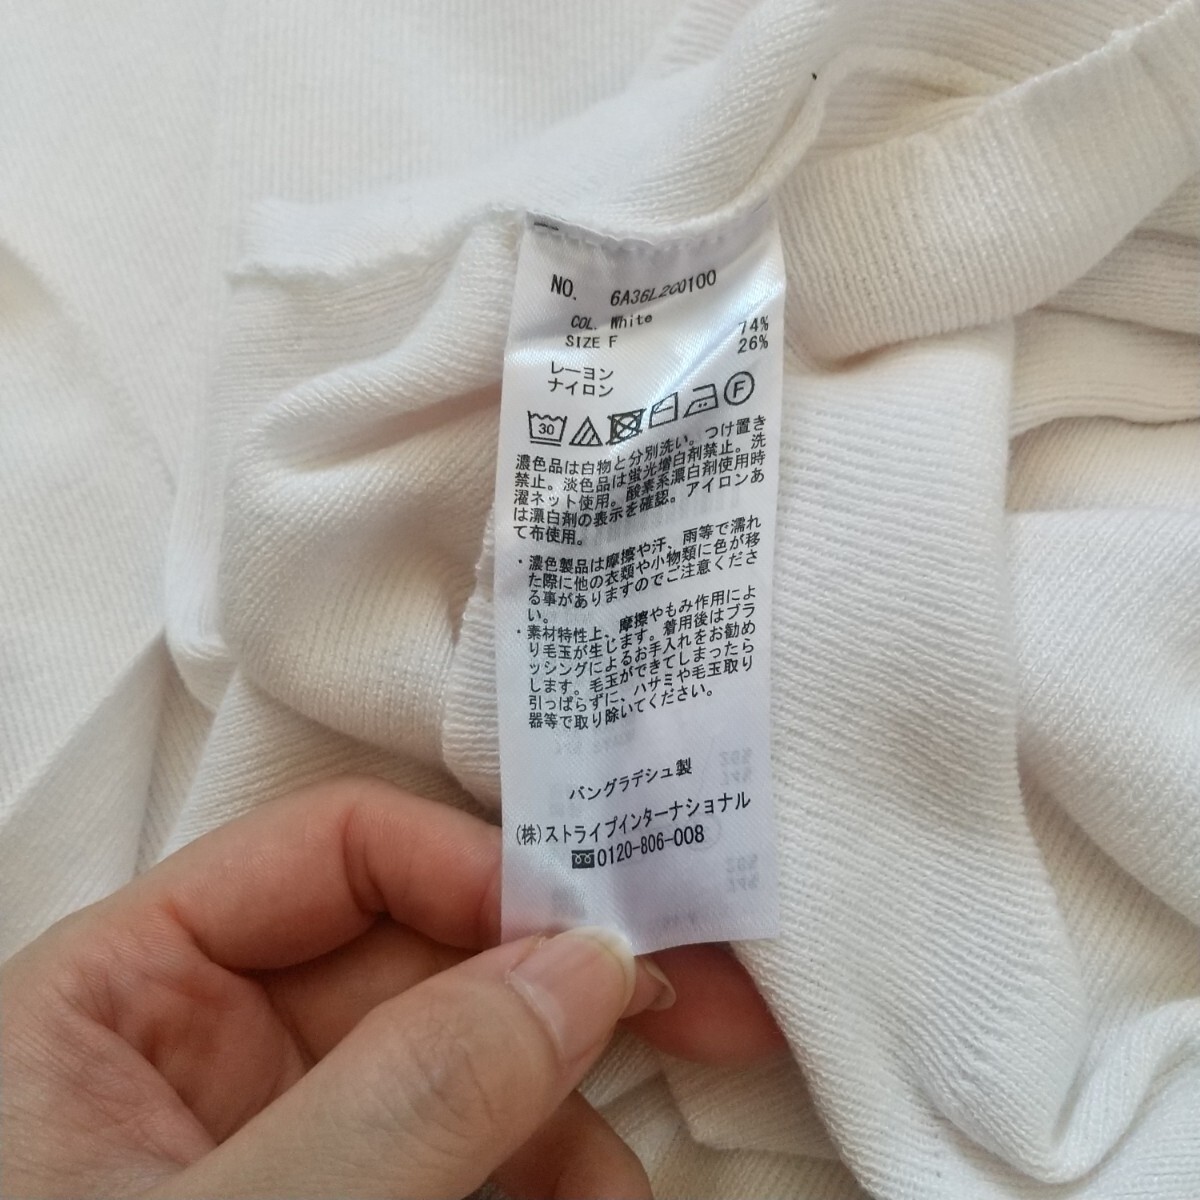 NO. 6A36L2C0100
COL. White
SIZE F
レーヨン 74%
ナイロン 26%
30 F
濃色品は白物と分別洗い。つけ置き
禁止。淡色品は蛍光増白剤禁止。洗
濯ネット使用。酸素系漂白剤使用時
は漂白剤の表示を確認。アイロンあ
て布使用。
・濃色製品は摩擦や汗、雨等で濡れ
た際に他の衣類や小物類に色が移
る事がありますのでご注意くださ
い。
・素材特性上、摩擦やもみ作用によ
り毛玉が生じます。着用後はブラ
ッシングによるお手入れをお勧め
します。毛玉ができてしまったら
引っぱらずに、ハサミや毛玉取り
器等で取り除いてください。
バングラデシュ製
(株)ストライプインターナショナル
0120-806-008